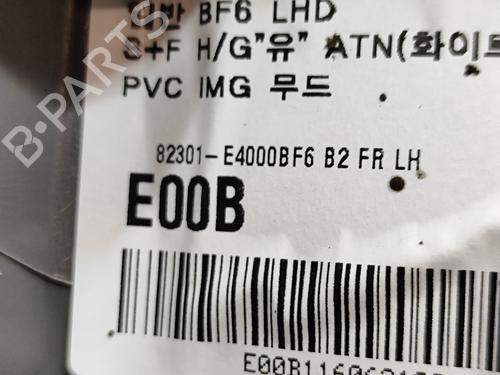 BF6 LHD
S+F H/G"유" ATN(화이트
PVC IMG 무드
82301-E4000BF6 B2 FR LH
E00B